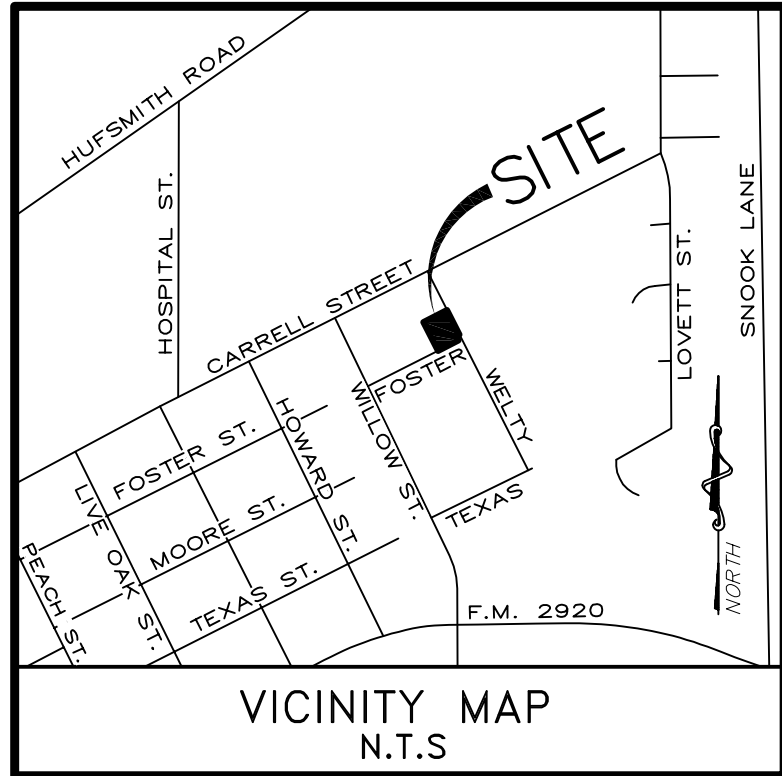 HUFSMITH ROAD
SITE
HOSPITAL ST.
SNOOK LANE
LOVETT ST.
CARRELL STREET
FOSTER
WELTY
WILLOW ST.
HOWARD ST.
FOSTER ST.
LIVE OAK ST.
MOORE ST.
TEXAS
PEACH ST.
TEXAS ST.
NORTH
F.M. 2920
VICINITY MAP
N.T.S